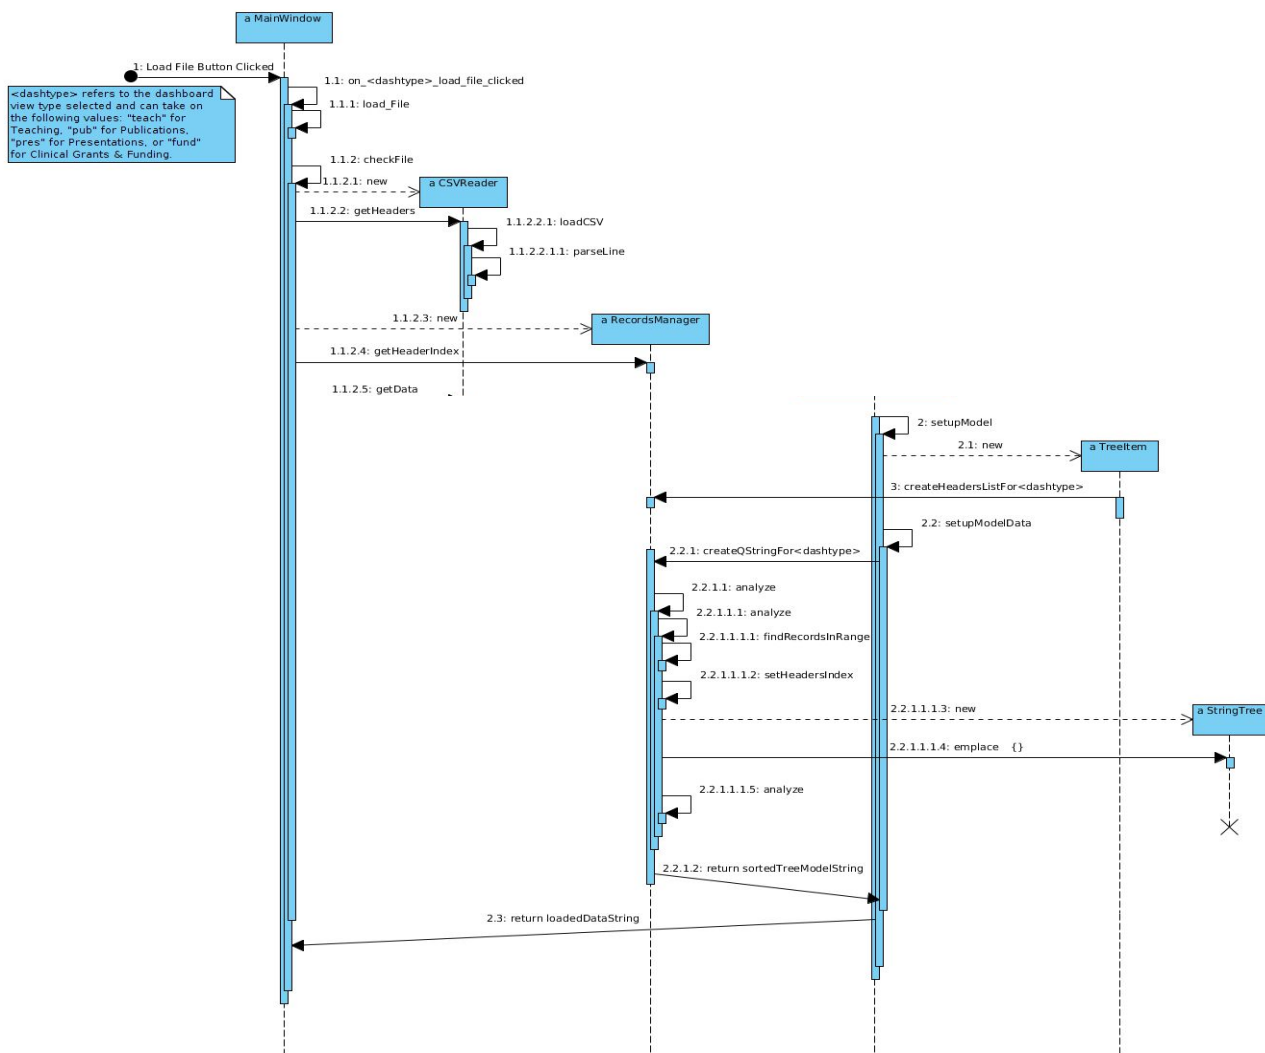 a MainWindow
1: Load File Button Clicked
1.1: on_<dashtype>_load_file_clicked
<dashtype> refers to the dashboard
view type selected and can take on
the following values: "teach" for
Teaching, "pub" for Publications,
"pres" for Presentations, or "fund"
for Clinical Grants & Funding.
1.1.1: load_File
1.1.2: checkFile
1.1.2.1: new
a CSVReader
1.1.2.2: getHeaders
1.1.2.2.1: loadCSV
1.1.2.2.1.1: parseLine
1.1.2.3: new
a RecordsManager
1.1.2.4: getHeaderIndex
1.1.2.5: getData
2: setupModel
2.1: new
a TreeItem
3: createHeadersListFor<dashtype>
2.2: setupModelData
2.2.1: createQStringFor<dashtype>
2.2.1.1: analyze
2.2.1.1.1: analyze
2.2.1.1.1.1: findRecordsInRange
2.2.1.1.1.2: setHeadersIndex
2.2.1.1.1.3: new
a StringTree
2.2.1.1.1.4: emplace {}
2.2.1.1.1.5: analyze
2.2.1.2: return sortedTreeModelString
2.3: return loadedDataString